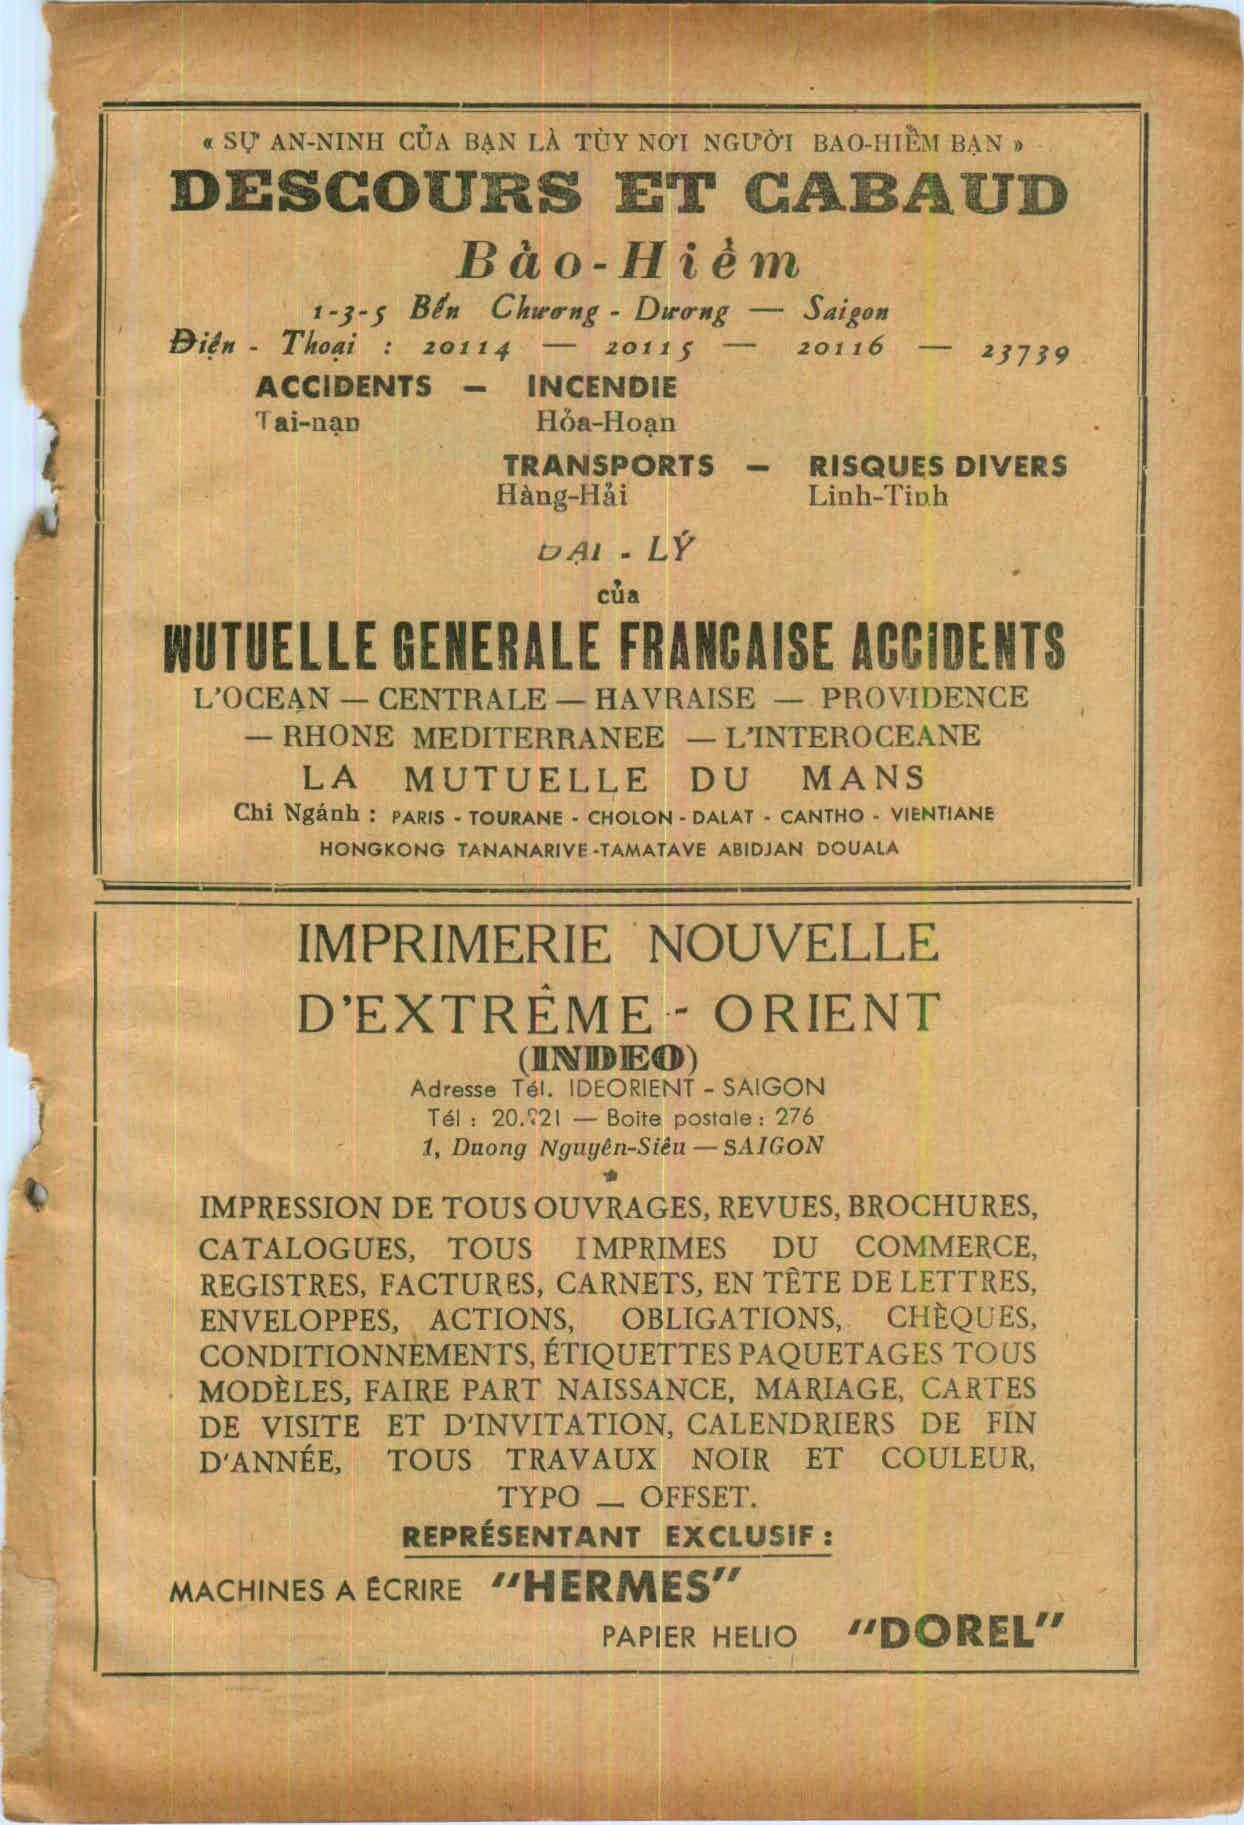 « SỰ AN-NINH CỦA BẠN LÀ TÙY NƠI NGƯỜI BAO-HIỀM BẠN »
DESCOURS ET CABAUD
Bảo-Hiểm
1-3-5 Bến Chương - Dương — Saigon
Điện - Thoại : 20114 — 20115 — 20116 — 23739
ACCIDENTS — INCENDIE
Tai-nạn Hỏa-Hoạn
TRANSPORTS — RISQUES DIVERS
Hàng-Hải Linh-Tinh
ĐẠI - LÝ
của
MUTUELLE GENERALE FRANCAISE ACCIDENTS
L'OCEAN — CENTRALE — HAVRAISE — PROVIDENCE
— RHONE MEDITERRANEE — L'INTEROCEANE
LA MUTUELLE DU MANS
Chi Ngánh : PARIS - TOURANE - CHOLON - DALAT - CANTHO - VIENTIANE
HONGKONG TANANARIVE -TAMATAVE ABIDJAN DOUALA
IMPRIMERIE NOUVELLE
D'EXTRÊME - ORIENT
(INDEO)
Adresse Tél. IDEORIENT - SAIGON
Tél : — Boite postale : 276
1, Duong Nguyên-Siêu — SAIGON
IMPRESSION DE TOUS OUVRAGES, REVUES, BROCHURES,
CATALOGUES, TOUS IMPRIMES DU COMMERCE,
REGISTRES, FACTURES, CARNETS, EN TÊTE DE LETTRES,
ENVELOPPES, ACTIONS, OBLIGATIONS, CHÈQUES,
CONDITIONNEMENTS, ÉTIQUETTES PAQUETAGES TOUS
MODÈLES, FAIRE PART NAISSANCE, MARIAGE, CARTES
DE VISITE ET D'INVITATION, CALENDRIERS DE FIN
D'ANNÉE, TOUS TRAVAUX NOIR ET COULEUR,
TYPO — OFFSET.
REPRÉSENTANT EXCLUSIF :
MACHINES A ÉCRIRE "HERMES"
PAPIER HELIO "DOREL"